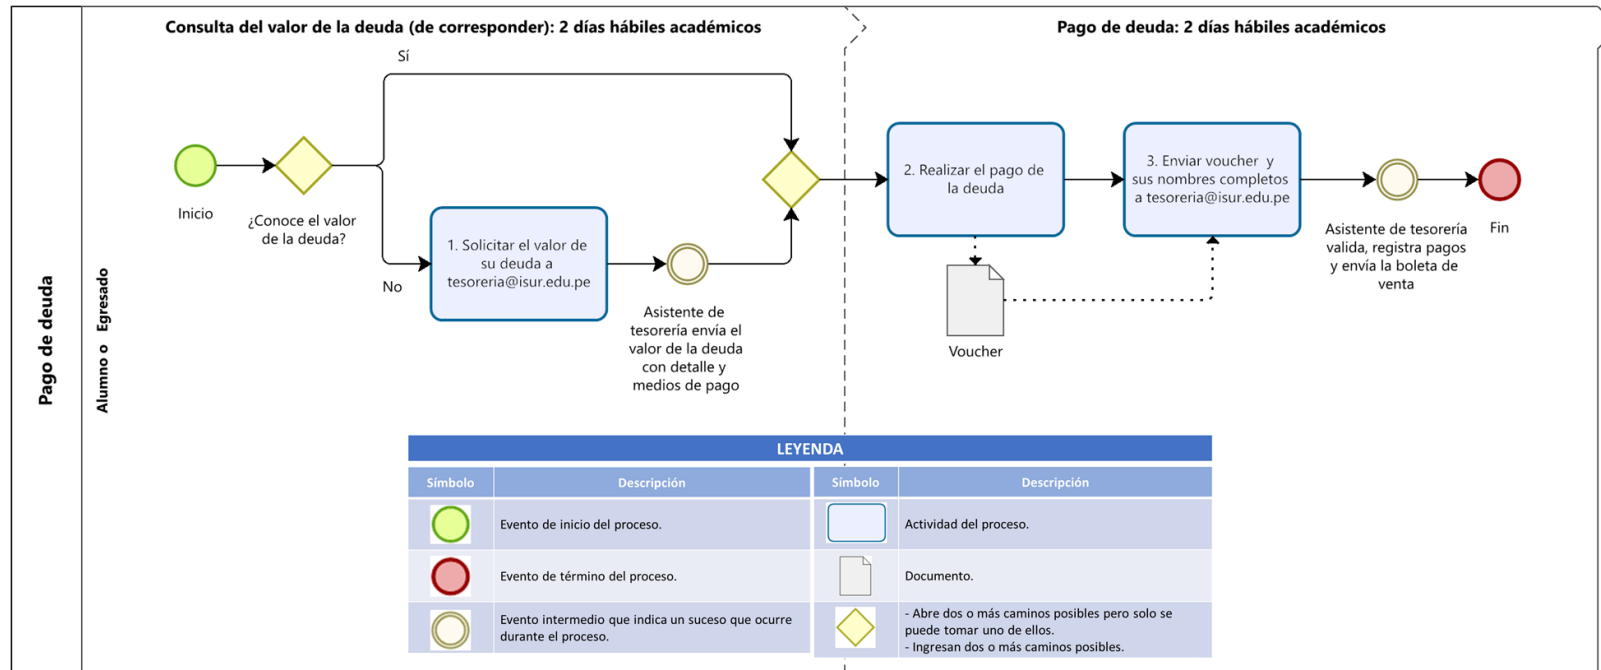 Consulta del valor de la deuda (de corresponder): 2 días hábiles académicos
Pago de deuda: 2 días hábiles académicos
Pago de deuda
Alumno o Egresado
Inicio
¿Conoce el valor
de la deuda?
Sí
No
1. Solicitar el valor de
su deuda a
tesoreria@isur.edu.pe
Asistente de
tesorería envía el
valor de la deuda
con detalle y
medios de pago
2. Realizar el pago de
la deuda
Voucher
3. Enviar voucher y
sus nombres completos
a tesoreria@isur.edu.pe
Asistente de tesorería
valida, registra pagos
y envía la boleta de
venta
Fin
LEYENDA
Símbolo
Descripción
Símbolo
Descripción
Evento de inicio del proceso.
Actividad del proceso.
Evento de término del proceso.
Documento.
Evento intermedio que indica un suceso que ocurre
durante el proceso.
- Abre dos o más caminos posibles pero solo se
puede tomar uno de ellos.
- Ingresan dos o más caminos posibles.